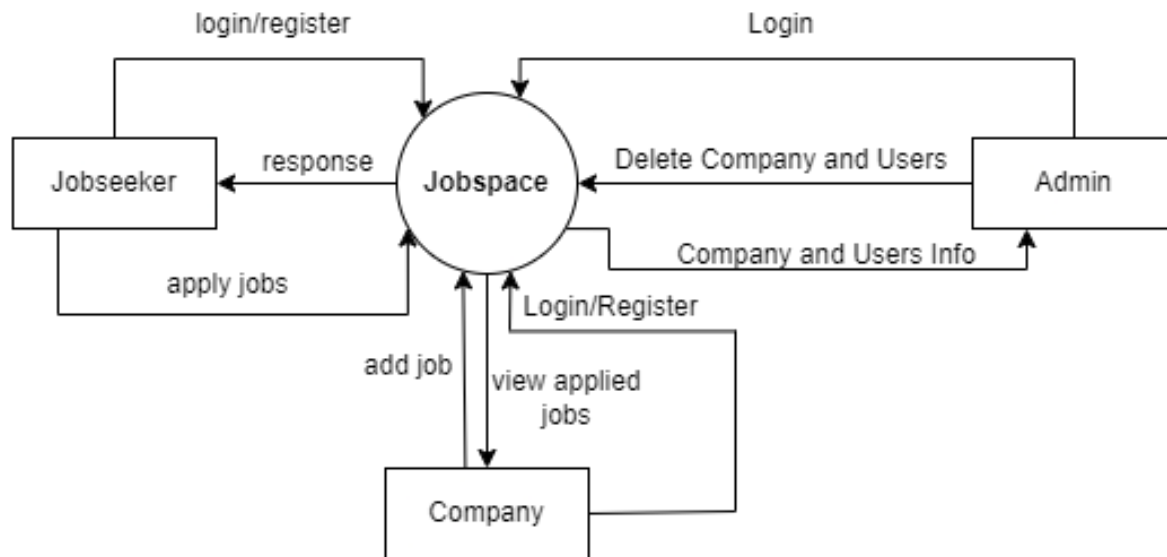 login/register
Login
Jobseeker
response
Jobspace
Delete Company and Users
Admin
apply jobs
Company and Users Info
Login/Register
add job
view applied
jobs
Company